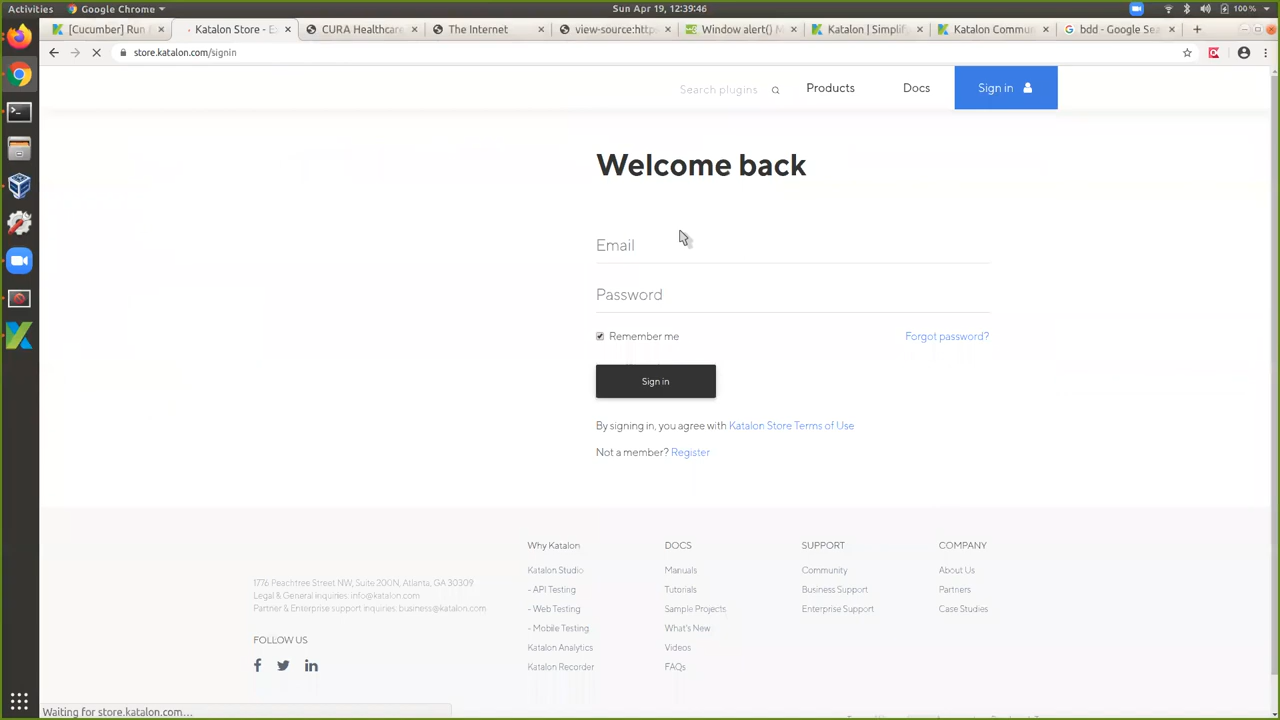 Activities
Google Chrome
Sun Apr 19, 12:39:46
100 %
[Cucumber] Run
Katalon Store - E
CURA Healthcare
The Internet
view-source:http
Window alert() M
Katalon | Simplif
Katalon Commun
bdd - Google Sea
store.katalon.com/signin
Search plugins
Products
Docs
Sign in
Welcome back
Email
Password
Remember me
Forgot password?
Sign in
By signing in, you agree with Katalon Store Terms of Use
Not a member? Register
Why Katalon
DOCS
SUPPORT
COMPANY
1776 Peachtree Street NW, Suite 200N, Atlanta, GA 30309.
Legal & General inquiries: info@katalon.com
Partner & Enterprise support inquiries: business@katalon.com
FOLLOW US
Katalon Studio
- API Testing
- Web Testing
- Mobile Testing
Katalon Analytics
Katalon Recorder
Manuals
Tutorials
Sample Projects
What's New
Videos
FAQs
Community
Business Support
Enterprise Support
About Us
Partners
Case Studies
Waiting for store.katalon.com...